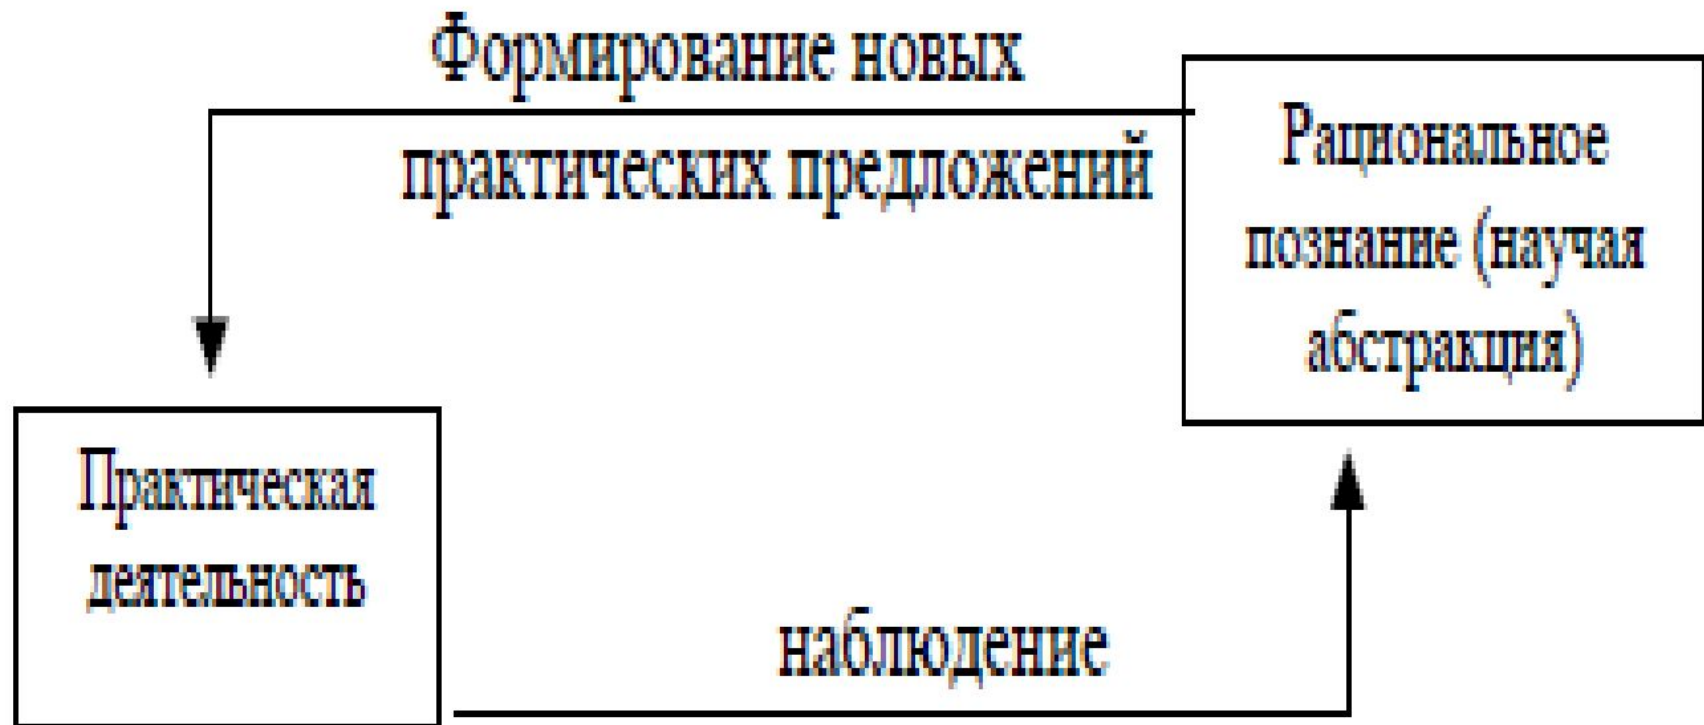 Формирование новых
практических предложений
Рациональное
познание (научая
абстракция)
Практическая
деятельность
наблюдение